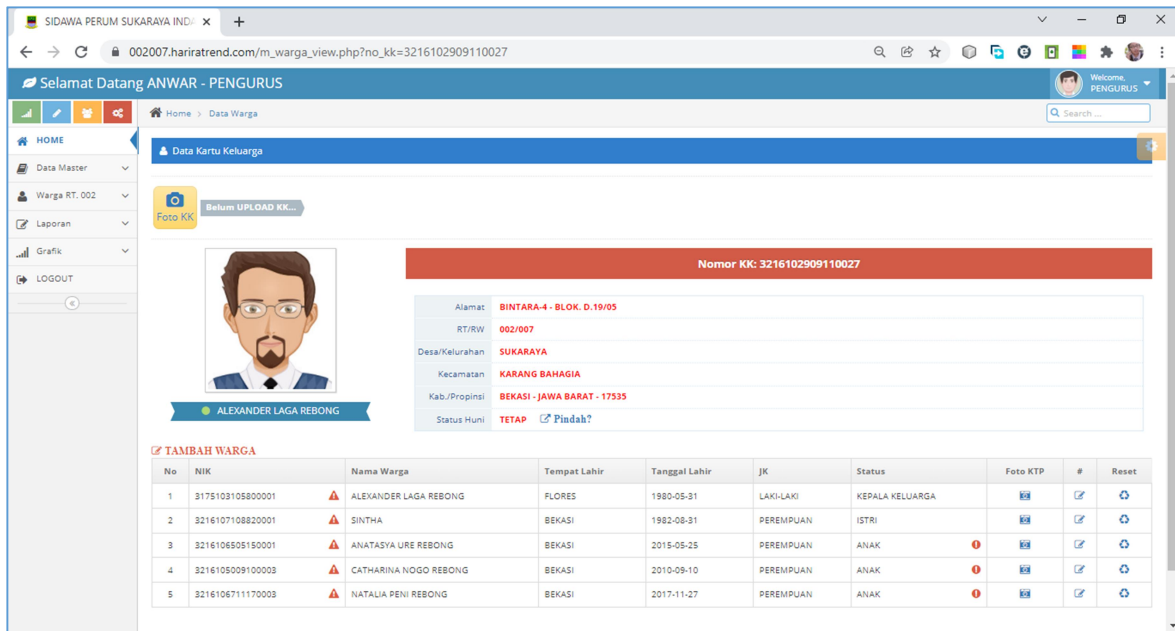 SIDAWA PERUM SUKARAYA INDA
002007.hariratrend.com/m_warga_view.php?no_kk=3216102909110027
Selamat Datang ANWAR - PENGURUS
Welcome,
PENGURUS
Home > Data Warga
Search ...
HOME
Data Master
Warga RT. 002
Laporan
Grafik
LOGOUT
Data Kartu Keluarga
Foto KK
Belum UPLOAD KK...
ALEXANDER LAGA REBONG
Nomor KK: 3216102909110027
Alamat BINTARA-4 - BLOK. D.19/05
RT/RW 002/007
Desa/Kelurahan SUKARAYA
Kecamatan KARANG BAHAGIA
Kab./Propinsi BEKASI - JAWA BARAT - 17535
Status Huni TETAP Pindah?
TAMBAH WARGA
No NIK Nama Warga Tempat Lahir Tanggal Lahir JK Status Foto KTP # Reset
1 3175103105800001 ALEXANDER LAGA REBONG FLORES 1980-05-31 LAKI-LAKI KEPALA KELUARGA
2 3216107108820001 SINTHA BEKASI 1982-08-31 PEREMPUAN ISTRI
3 3216106505150001 ANATASYA URE REBONG BEKASI 2015-05-25 PEREMPUAN ANAK
4 3216105009100003 CATHARINA NOGO REBONG BEKASI 2010-09-10 PEREMPUAN ANAK
5 3216106711170003 NATALIA PENI REBONG BEKASI 2017-11-27 PEREMPUAN ANAK